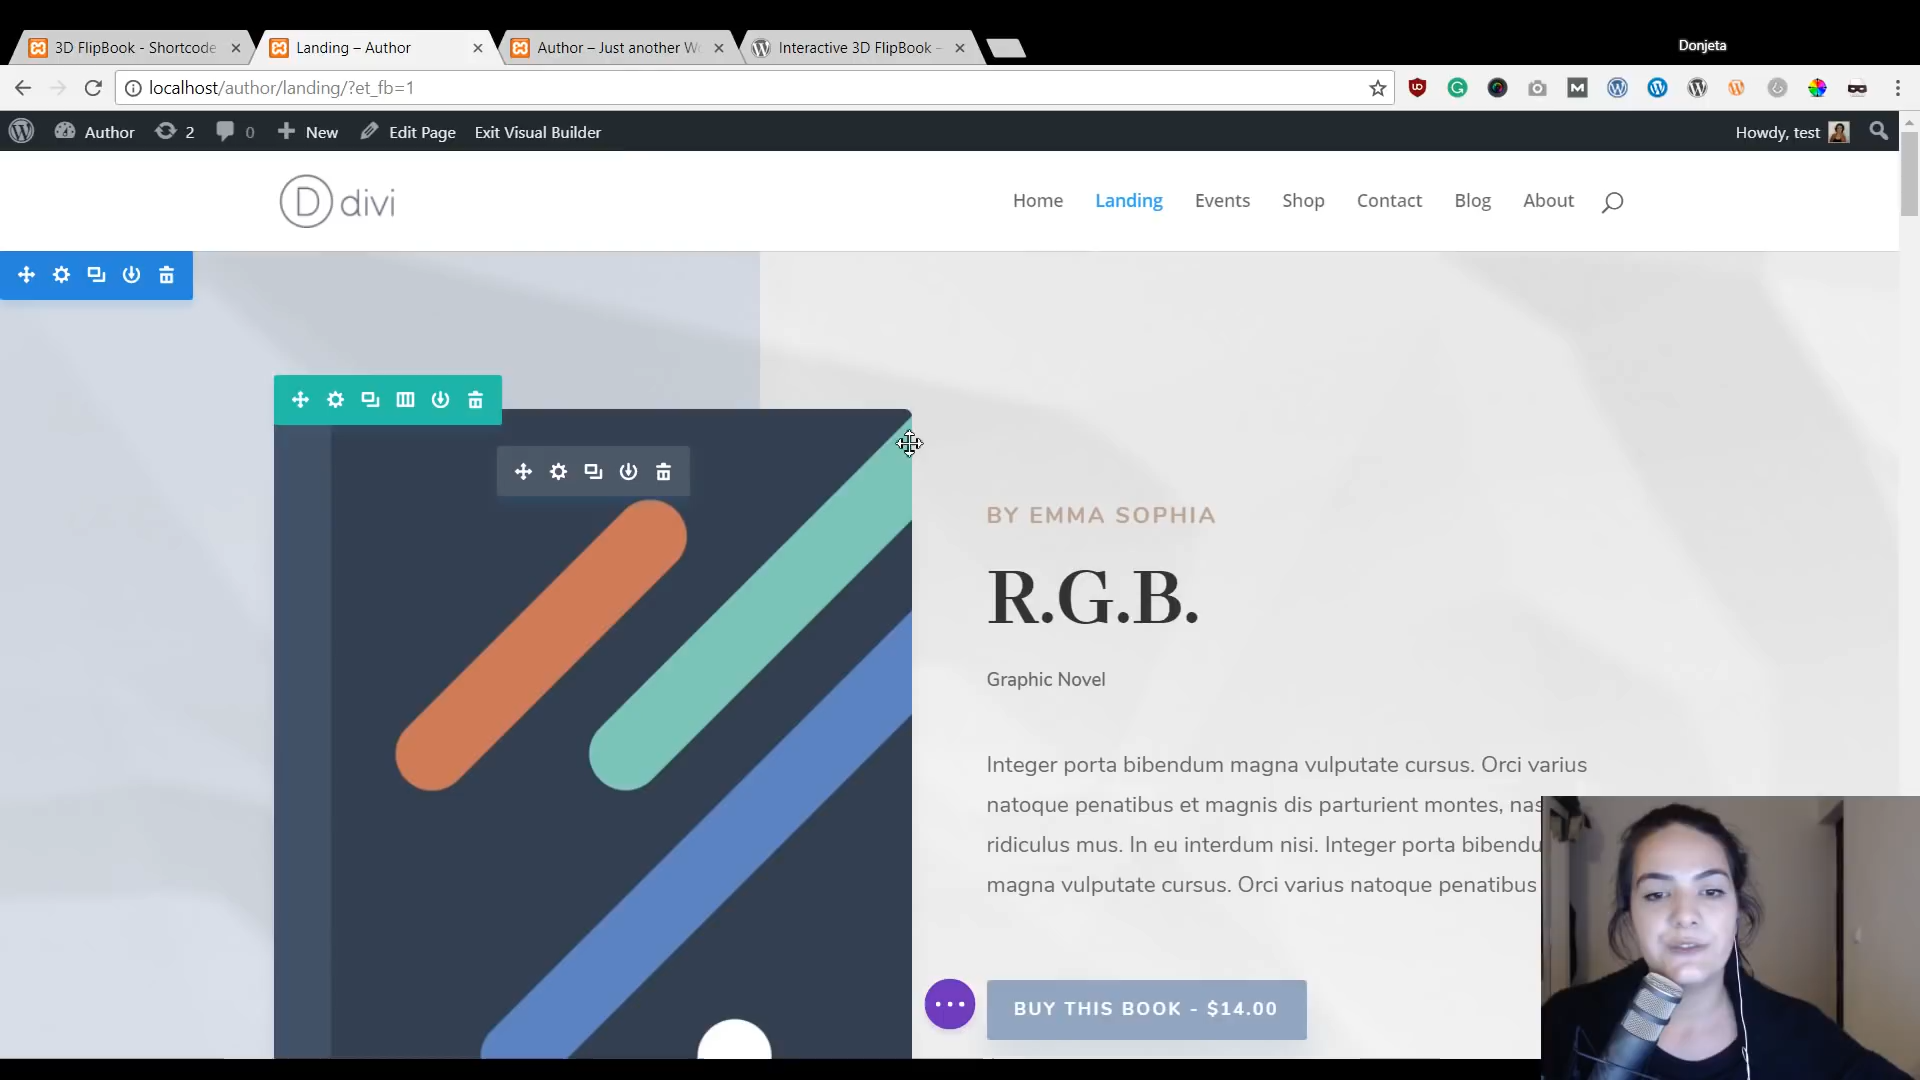 Donjeta
3D FlipBook - Shortcode
Landing – Author
Author – Just another W
Interactive 3D FlipBook –
localhost/author/landing/?et_fb=1
Author 2 0 New Edit Page Exit Visual Builder Howdy, test
D divi
Home Landing Events Shop Contact Blog About
BY EMMA SOPHIA
R.G.B.
Graphic Novel
Integer porta bibendum magna vulputate cursus. Orci varius
natoque penatibus et magnis dis parturient montes, nas
ridiculus mus. In eu interdum nisi. Integer porta bibendu
magna vulputate cursus. Orci varius natoque penatibus
BUY THIS BOOK - $14.00